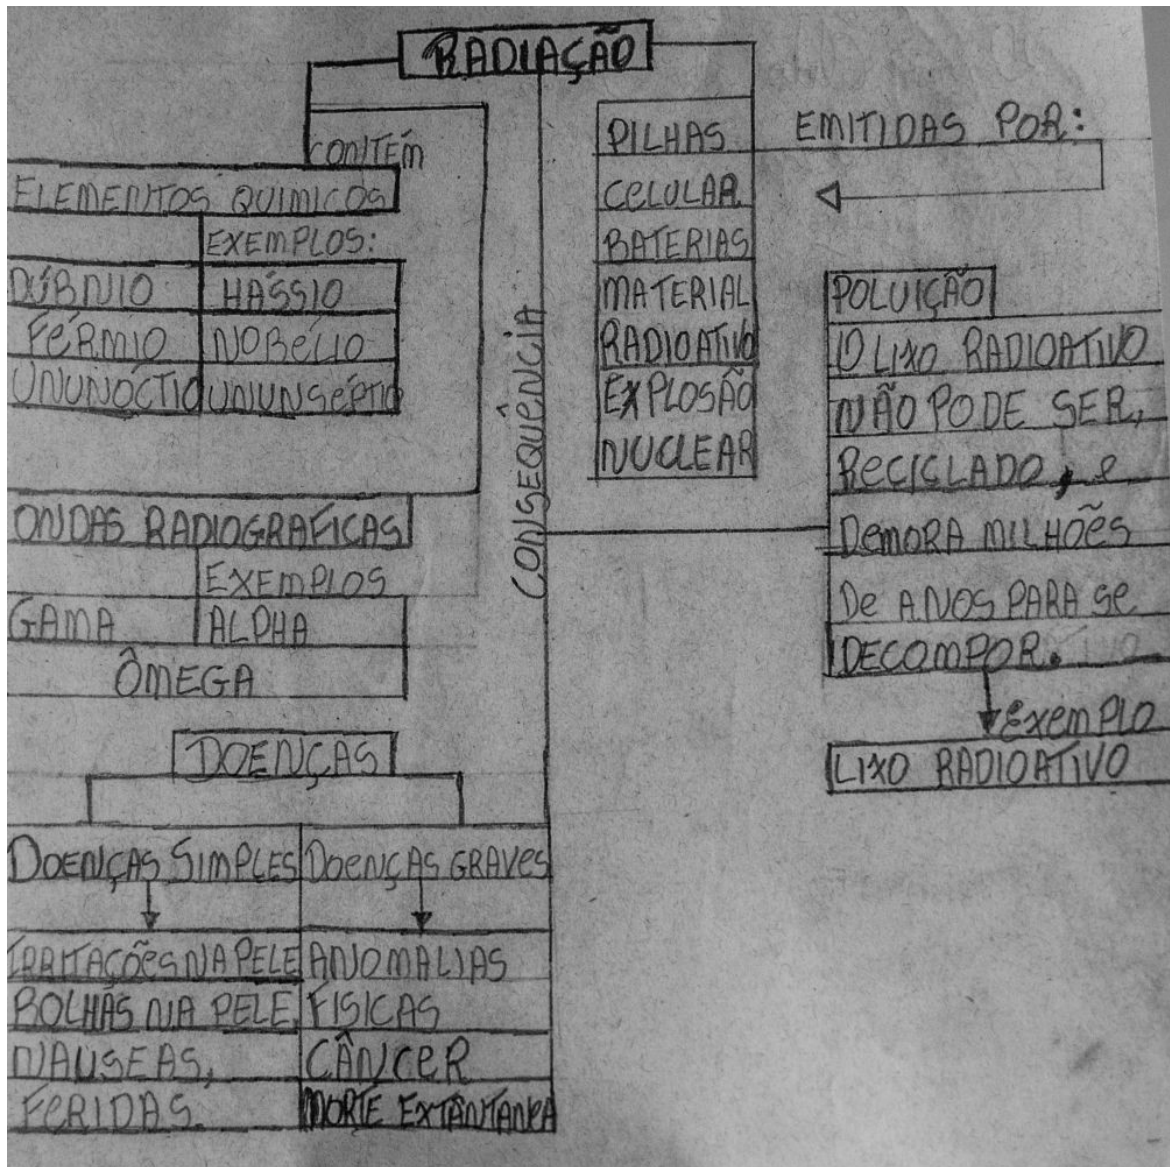 RADIAÇÃO
CONTÉM
ELEMENTOS QUIMICOS
EXEMPLOS:
DÚBNIO HÁSSIO
FÉRMIO NOBÉLIO
UNUNÓCTIO UNIUNSÉPTIO
ONDAS RADIOGRAFICAS
EXEMPLOS
GAMA ALPHA
ÔMEGA
EMITIDAS POR:
PILHAS
CELULAR
BATERIAS
MATERIAL
RADIOATIVO
EXPLOSÃO
NUCLEAR
CONSEQUÊNCIA
POLUIÇÃO
O LIXO RADIOATIVO
NÃO PODE SER,
RECICLADO, e
DEMORA MILHÕES
De ANOS PARA Se
DECOMPOR.
EXEMPLO
LIXO RADIOATIVO
DOENÇAS
DOENÇAS SIMPLES
IRRITAÇÕES NA PELE
BOLHAS NA PELE
NAUSEAS,
FERIDAS.
DOENÇAS GRAVES
ANOMALIAS
FISICAS
CÂNCER
MORTE EXTANTANEA